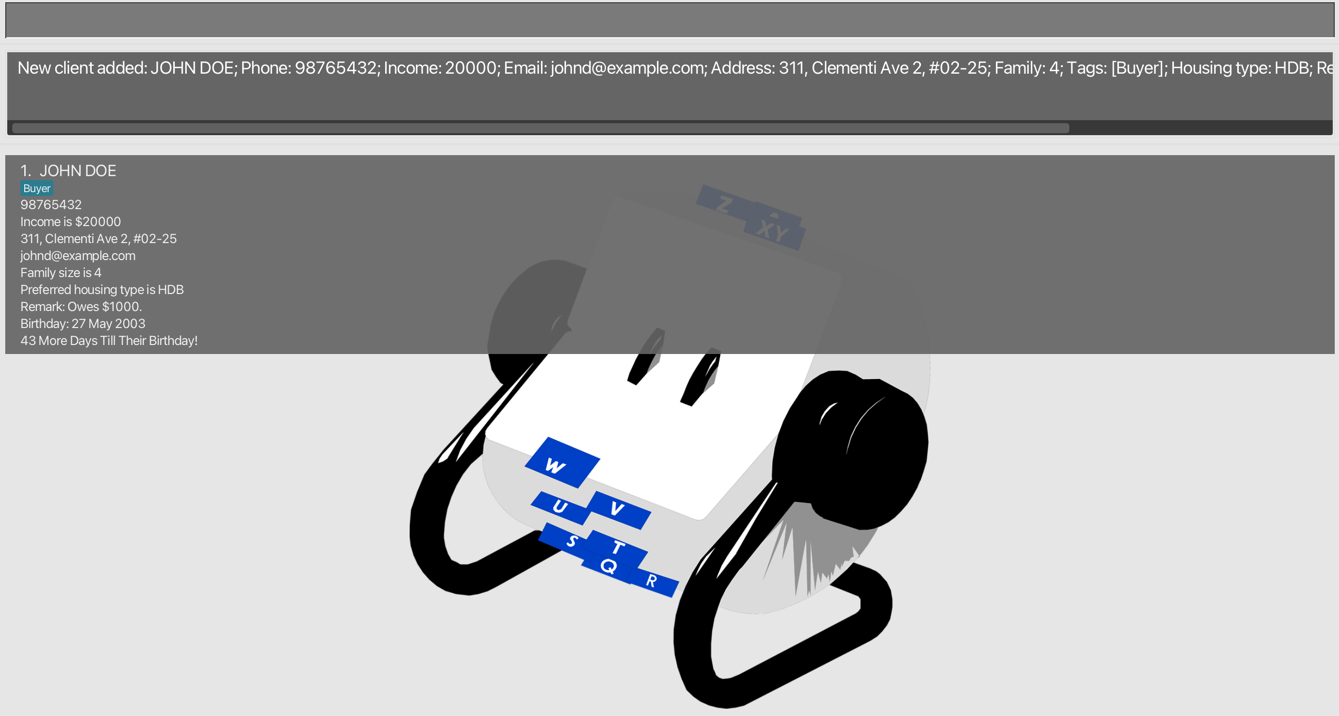 New client added: JOHN DOE; Phone: 98765432; Income: 20000; Email: johnd@example.com; Address: 311, Clementi Ave 2, #02-25; Family: 4; Tags: [Buyer]; Housing type: HDB; Re
1. JOHN DOE
Buyer
98765432
Income is $20000
311, Clementi Ave 2, #02-25
johnd@example.com
Family size is 4
Preferred housing type is HDB
Remark: Owes $1000.
Birthday: 27 May 2003
43 More Days Till Their Birthday!
Z
XY
W
U V
S T
Q R